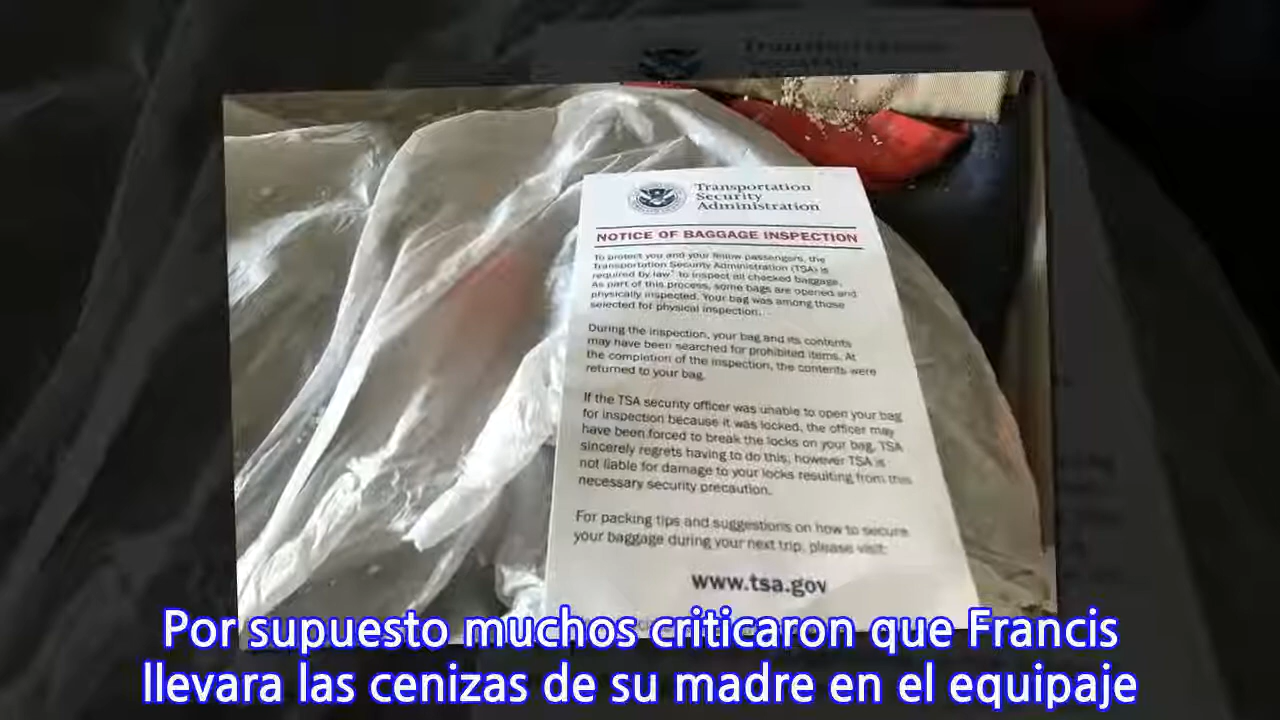 Transportation
Security
Administration
NOTICE OF BAGGAGE INSPECTION
To protect you and your fellow passengers, the
Transportation Security Administration (TSA) is
required by law* to inspect all checked baggage.
As part of this process, some bags are opened and
physically inspected. Your bag was among those
selected for physical inspection.
During the inspection, your bag and its contents
may have been searched for prohibited items. At
the completion of the inspection, the contents were
returned to your bag.
If the TSA security officer was unable to open your bag
for inspection because it was locked, the officer may
have been forced to break the locks on your bag. TSA
sincerely regrets having to do this, however TSA is
not liable for damage to your locks resulting from this
necessary security precaution.
For packing tips and suggestions on how to secure
your baggage during your next trip, please visit:
www.tsa.gov
Por supuesto muchos criticaron que Francis
llevara las cenizas de su madre en el equipaje